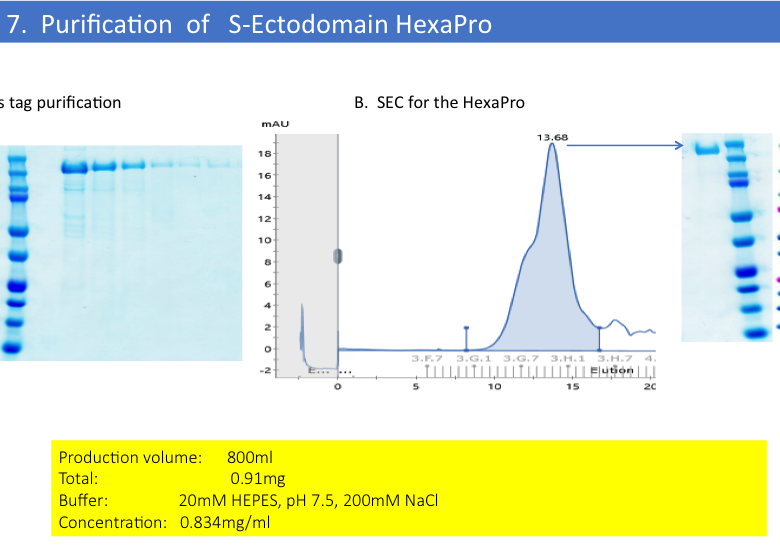 7. Purification of S-Ectodomain HexaPro
s tag purification
B. SEC for the HexaPro
mAU
13.68
18
16
14
12
10
8
6
4
2
0
-2
3.F.7 3.G.1 3.G.7 3.H.1 3.H.7 4.
E... ... Elution
0 5 10 15 20
Production volume: 800ml
Total: 0.91mg
Buffer: 20mM HEPES, pH 7.5, 200mM NaCl
Concentration: 0.834mg/ml